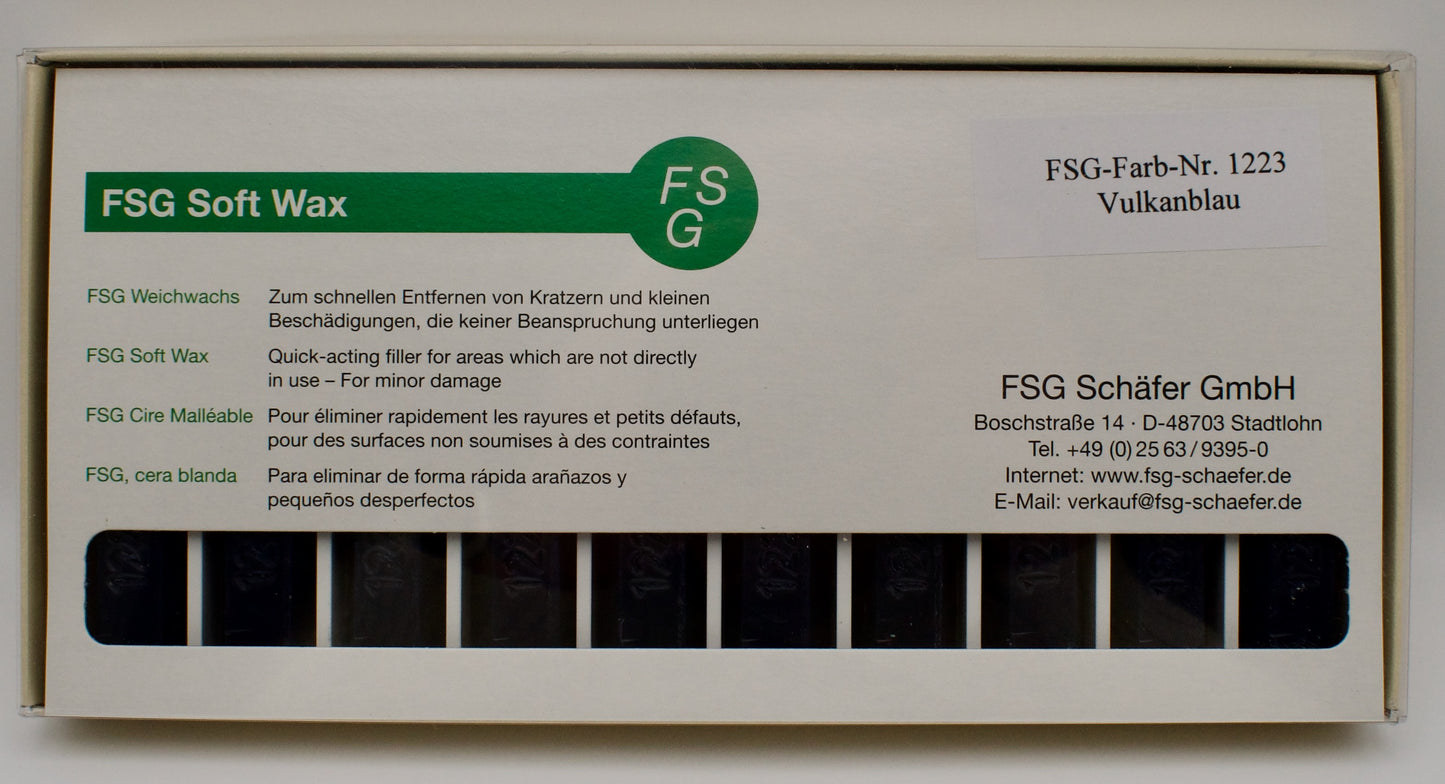 FSG Soft Wax
FS
G
FSG-Farb-Nr. 1223
Vulkanblau
FSG Weichwachs Zum schnellen Entfernen von Kratzern und kleinen
Beschädigungen, die keiner Beanspruchung unterliegen
FSG Soft Wax Quick-acting filler for areas which are not directly
in use – For minor damage
FSG Cire Malléable Pour éliminer rapidement les rayures et petits défauts,
pour des surfaces non soumises à des contraintes
FSG, cera blanda Para eliminar de forma rápida arañazos y
pequeños desperfectos
FSG Schäfer GmbH
Boschstraße 14 · D-48703 Stadtlohn
Tel. +49 (0) 25 63 / 9395-0
Internet: www.fsg-schaefer.de
E-Mail: verkauf@fsg-schaefer.de